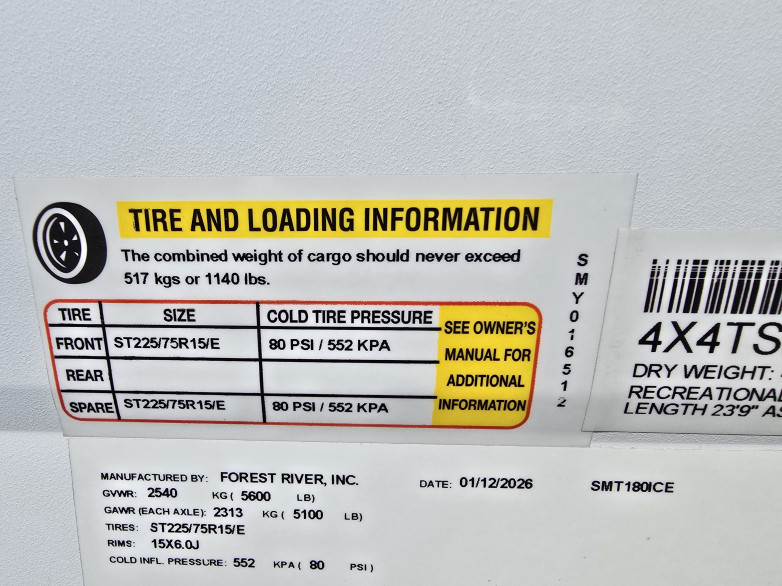 TIRE AND LOADING INFORMATION
The combined weight of cargo should never exceed
517 kgs or 1140 lbs.
TIRE SIZE COLD TIRE PRESSURE
SEE OWNER'S MANUAL FOR ADDITIONAL INFORMATION
FRONT ST225/75R15/E 80 PSI / 552 KPA
REAR
SPARE ST225/75R15/E 80 PSI / 552 KPA
SMY016512
4X4TS
DRY WEIGHT:
RECREATIONAL
LENGTH 23'9"
MANUFACTURED BY: FOREST RIVER, INC. DATE: 01/12/2026 SMT180ICE
GVWR: 2540 KG ( 5600 LB)
GAWR (EACH AXLE): 2313 KG ( 5100 LB)
TIRES: ST225/75R15/E
RIMS: 15X6.0J
COLD INFL. PRESSURE: 552 KPA ( 80 PSI )